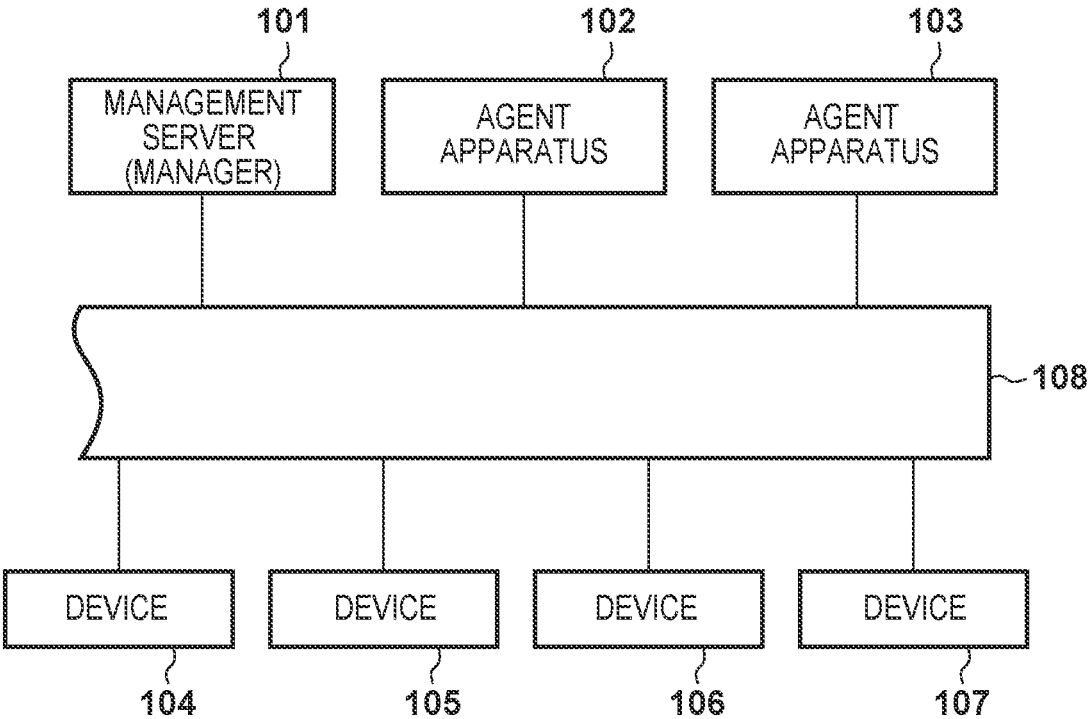 101
102
103
MANAGEMENT
SERVER
(MANAGER)
AGENT
APPARATUS
AGENT
APPARATUS
108
DEVICE
DEVICE
DEVICE
DEVICE
104
105
106
107